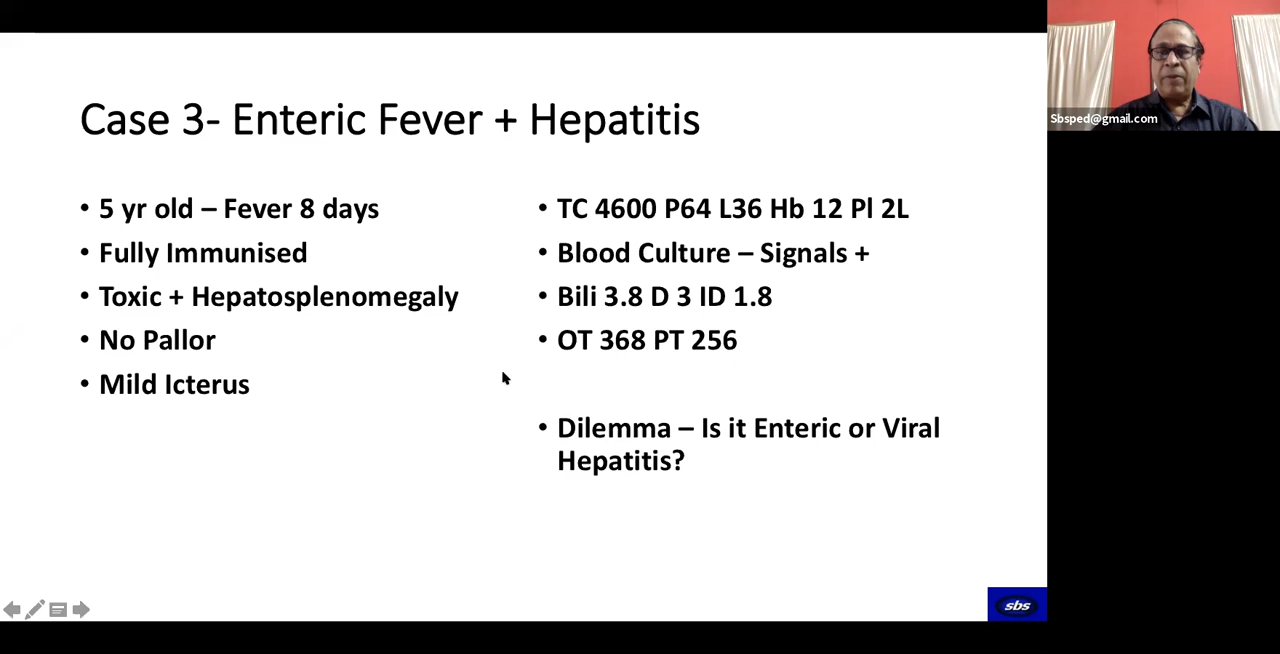 Case 3- Enteric Fever + Hepatitis
• 5 yr old – Fever 8 days
• Fully Immunised
• Toxic + Hepatosplenomegaly
• No Pallor
• Mild Icterus
• TC 4600 P64 L36 Hb 12 Pl 2L
• Blood Culture – Signals +
• Bili 3.8 D 3 ID 1.8
• OT 368 PT 256
• Dilemma – Is it Enteric or Viral
Hepatitis?
Sbsped@gmail.com
sbs